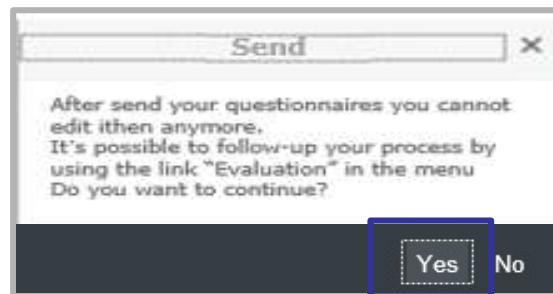 Send ×
After send your questionnaires you cannot
edit ithen anymore.
It's possible to follow-up your process by
using the link "Evaluation" in the menu
Do you want to continue?
Yes No